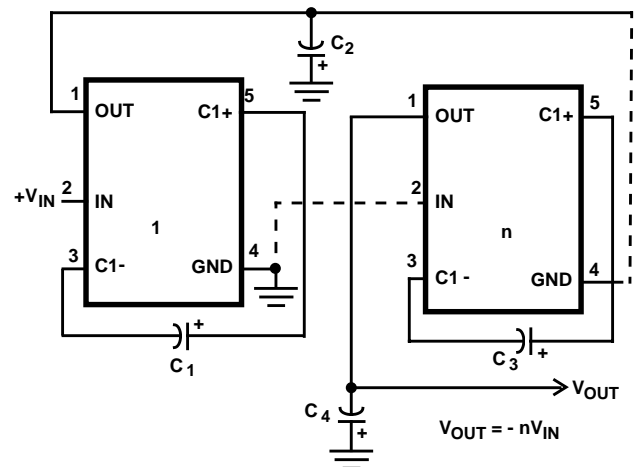 C2
+
1
OUT
5
C1+
+VIN
2
IN
1
3
C1-
4
GND
+
C1
1
OUT
5
C1+
2
IN
n
3
C1 -
4
GND
C3
+
VOUT
C4
+
VOUT = - nVIN